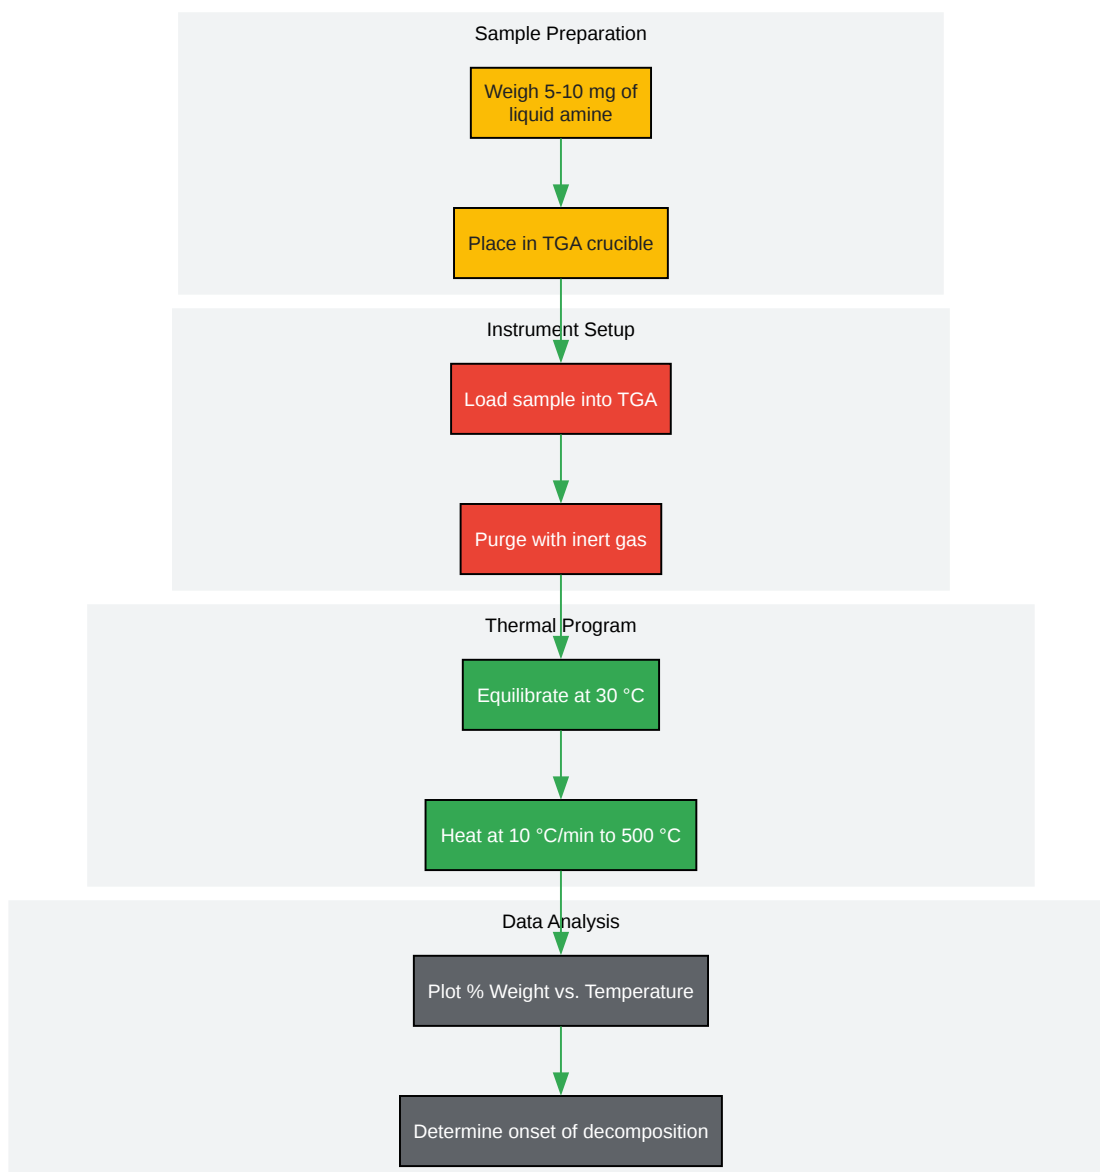 Sample Preparation
Weigh 5-10 mg of
liquid amine
Place in TGA crucible
Instrument Setup
Load sample into TGA
Purge with inert gas
Thermal Program
Equilibrate at 30 °C
Heat at 10 °C/min to 500 °C
Data Analysis
Plot % Weight vs. Temperature
Determine onset of decomposition